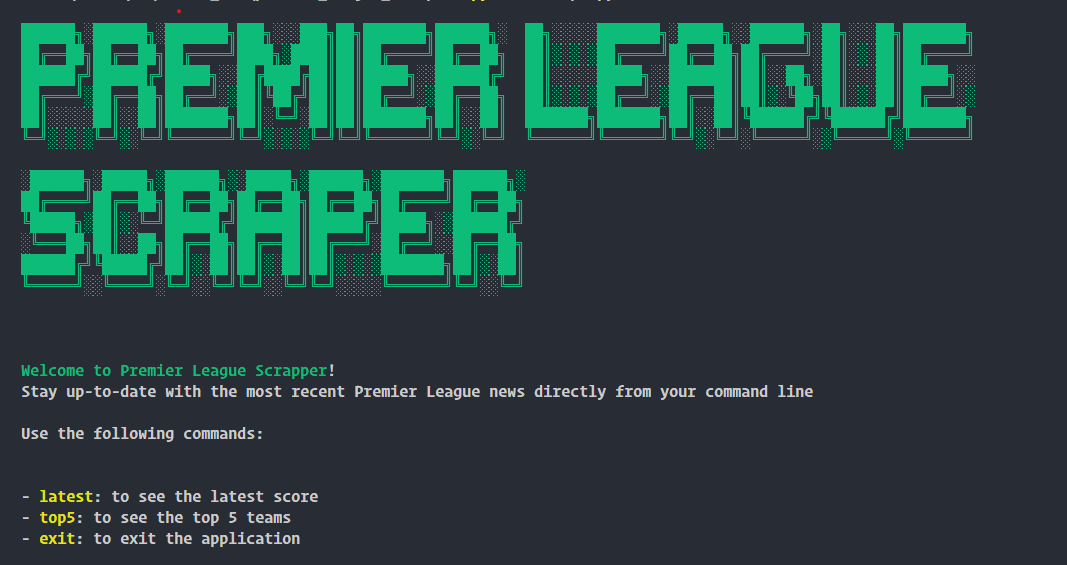 PREMIER LEAGUE
SCRAPER
Welcome to Premier League Scrapper!
Stay up-to-date with the most recent Premier League news directly from your command line
Use the following commands:
- latest: to see the latest score
- top5: to see the top 5 teams
- exit: to exit the application